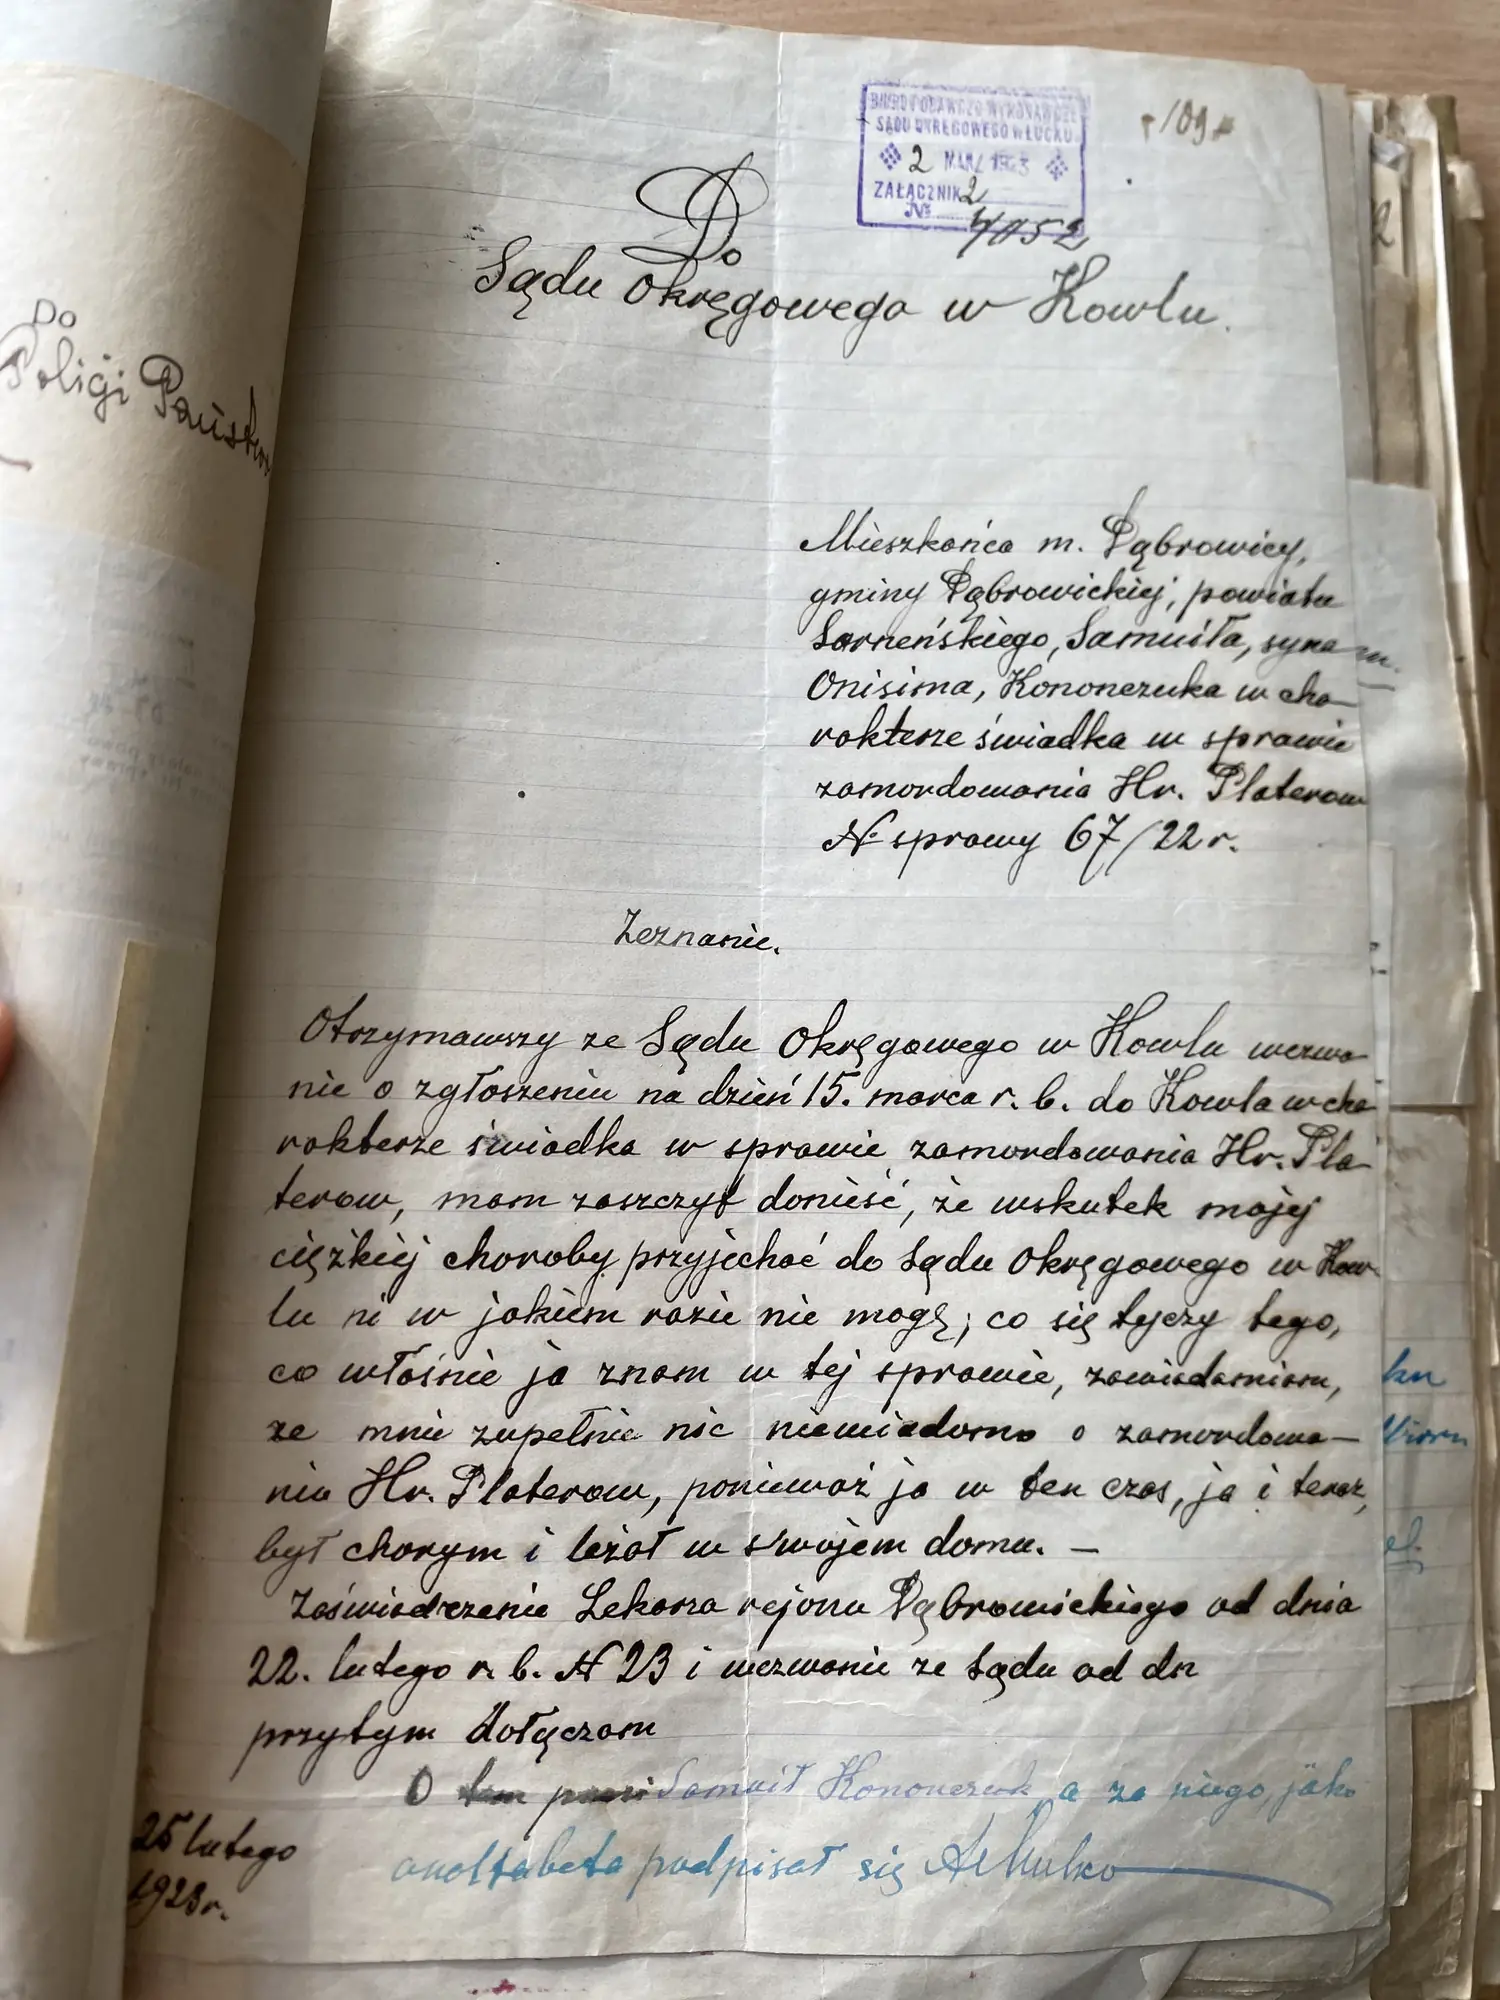 Do
Policji Państw
BIURO PODAWCZO WYKONAWCZE
SĄDU OKRĘGOWEGO W ŁUCKU
2 MAR 1923
ZAŁĄCZNIK 2
№ 4052
109
Do
Sądu Okręgowego w Kowlu.
Mieszkańca m. Dąbrowicy,
gminy Dąbrowickiej, powiatu
Sarneńskiego, Samuiła, syna
Onisima, Kononczuka w cha-
rakterze świadka w sprawie
zamordowania Hr. Platerow
N. sprawy 67/22 r.
Zeznanie.
Otrzymawszy ze Sądu Okręgowego w Kowlu wezwa-
nie o zgłoszeniu na dzień 15. marca r. b. do Kowla w cha-
rakterze świadka w sprawie zamordowania Hr. Pla-
terow, mam zaszczyt donieść, że wskutek mojej
ciężkiej choroby przyjechać do Sądu Okręgowego w Kow-
lu ni w jakiem razie nie mogę; co się tyczy tego,
co właśnie ja znam w tej sprawie, zawiadamiam,
że mnie zupełnie nic niewiadomo o zamordowa-
niu Hr. Platerow, ponieważ ja w ten czas, ja i teraz,
był chorym i leżał w swojem domu. —
Zaświadczenie Lekarza rejonu Dąbrowickiego od dnia
22. lutego r. b. N 23 i wezwanie ze Sądu od dn
przytym dołączam
O tem Samuił Kononczuk, a za niego, jako
analfabeta podpisał się
25 lutego
1923 r.